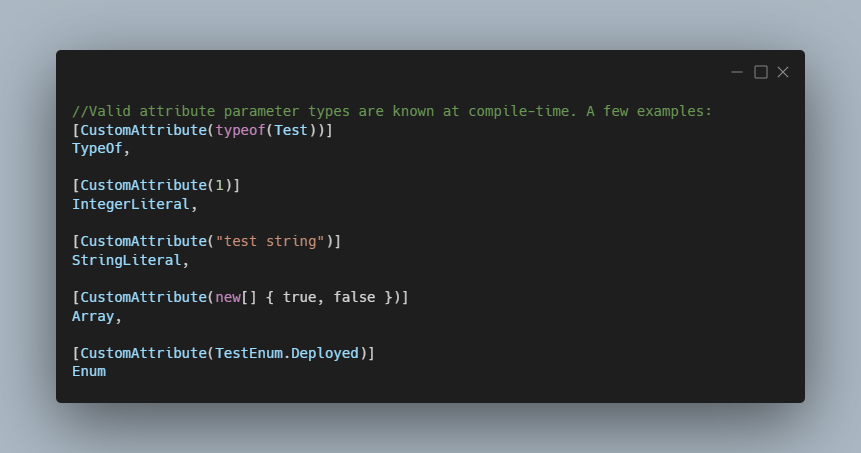 //Valid attribute parameter types are known at compile-time. A few examples:
[CustomAttribute(typeof(Test))]
TypeOf,
[CustomAttribute(1)]
IntegerLiteral,
[CustomAttribute("test string")]
StringLiteral,
[CustomAttribute(new[] { true, false })]
Array,
[CustomAttribute(TestEnum.Deployed)]
Enum